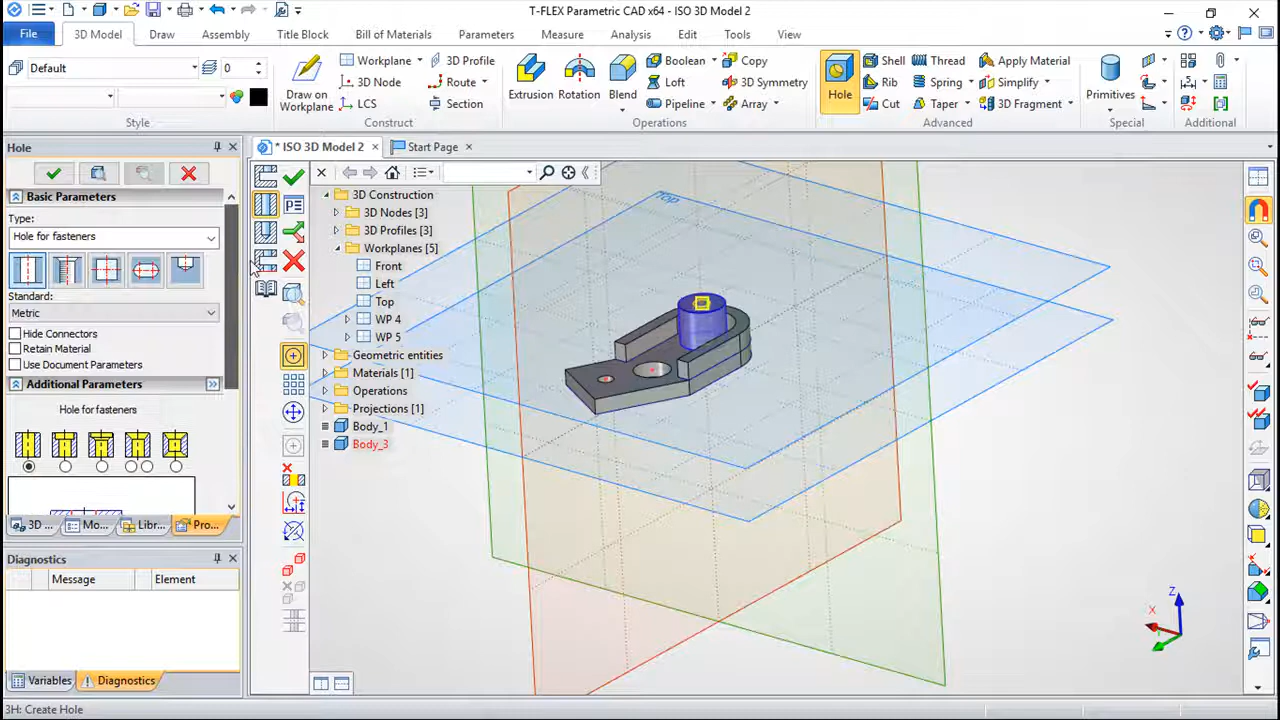 T-FLEX Parametric CAD x64 - ISO 3D Model 2
File
3D Model
Draw
Assembly
Title Block
Bill of Materials
Parameters
Measure
Analysis
Edit
Tools
View
Default
0
Style
Draw on
Workplane
Workplane
3D Node
LCS
3D Profile
Route
Section
Construct
Extrusion
Rotation
Blend
Boolean
Loft
Pipeline
Copy
3D Symmetry
Array
Operations
Hole
Shell
Rib
Cut
Thread
Spring
Taper
Apply Material
Simplify
3D Fragment
Advanced
Primitives
Special
Additional
Hole
* ISO 3D Model 2
Start Page
Basic Parameters
Type:
Hole for fasteners
Standard:
Metric
Hide Connectors
Retain Material
Use Document Parameters
Additional Parameters
Hole for fasteners
3D ...
Mo...
Libr...
Pro...
Diagnostics
Message
Element
Variables
Diagnostics
3D Construction
3D Nodes [3]
3D Profiles [3]
Workplanes [5]
Front
Left
Top
WP 4
WP 5
Geometric entities
Materials [1]
Operations
Projections [1]
Body_1
Body_3
Top
Z
X
3H: Create Hole